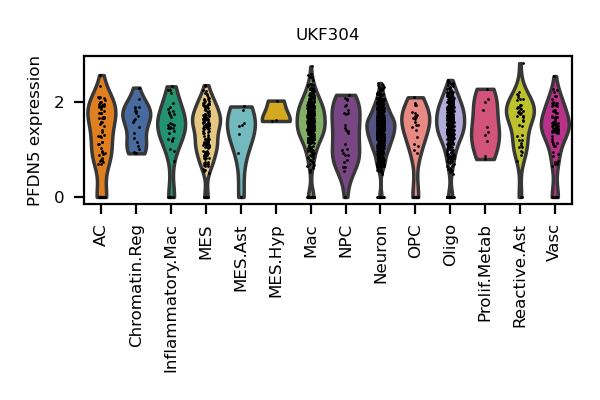 UKF304
PFDN5 expression
2
0
AC
Chromatin.Reg
Inflammatory.Mac
MES
MES.Ast
MES.Hyp
Mac
NPC
Neuron
OPC
Oligo
Prolif.Metab
Reactive.Ast
Vasc